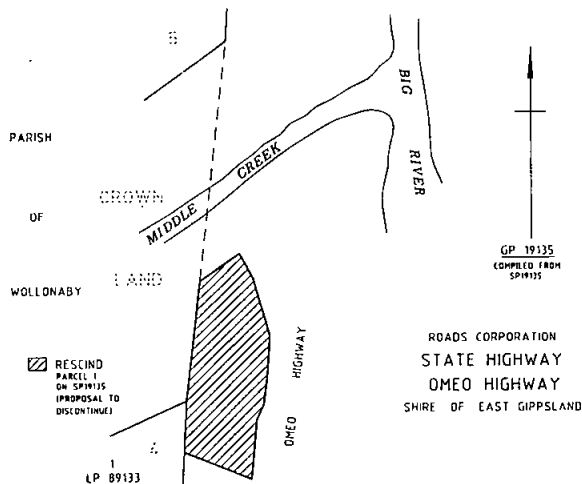 S
PARISH
OF
WOLLONABY
CROWN
LAND
MIDDLE CREEK
BIG
RIVER
OMEO HIGHWAY
RESCIND
PARCEL 1
ON SP19135
(PROPOSAL TO
DISCONTINUE)
A
1
LP 89133
GP 19135
COMPILED FROM
SP19135
ROADS CORPORATION
STATE HIGHWAY
OMEO HIGHWAY
SHIRE OF EAST GIPPSLAND